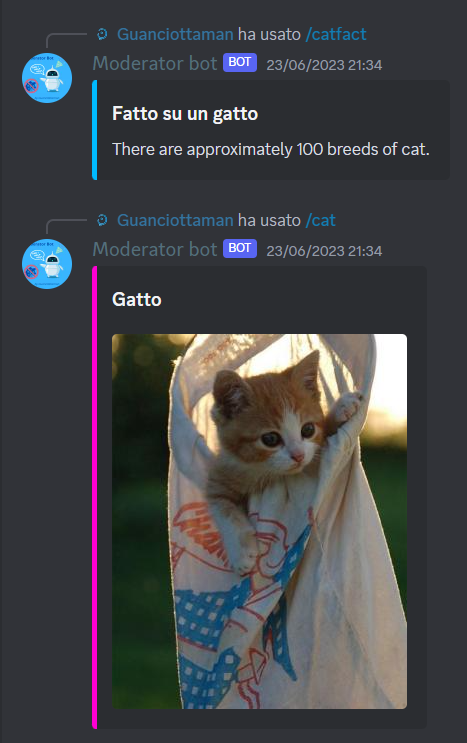 Guanciottaman ha usato /catfact
Moderator bot BOT 23/06/2023 21:34
Fatto su un gatto
There are approximately 100 breeds of cat.
Guanciottaman ha usato /cat
Moderator bot BOT 23/06/2023 21:34
Gatto